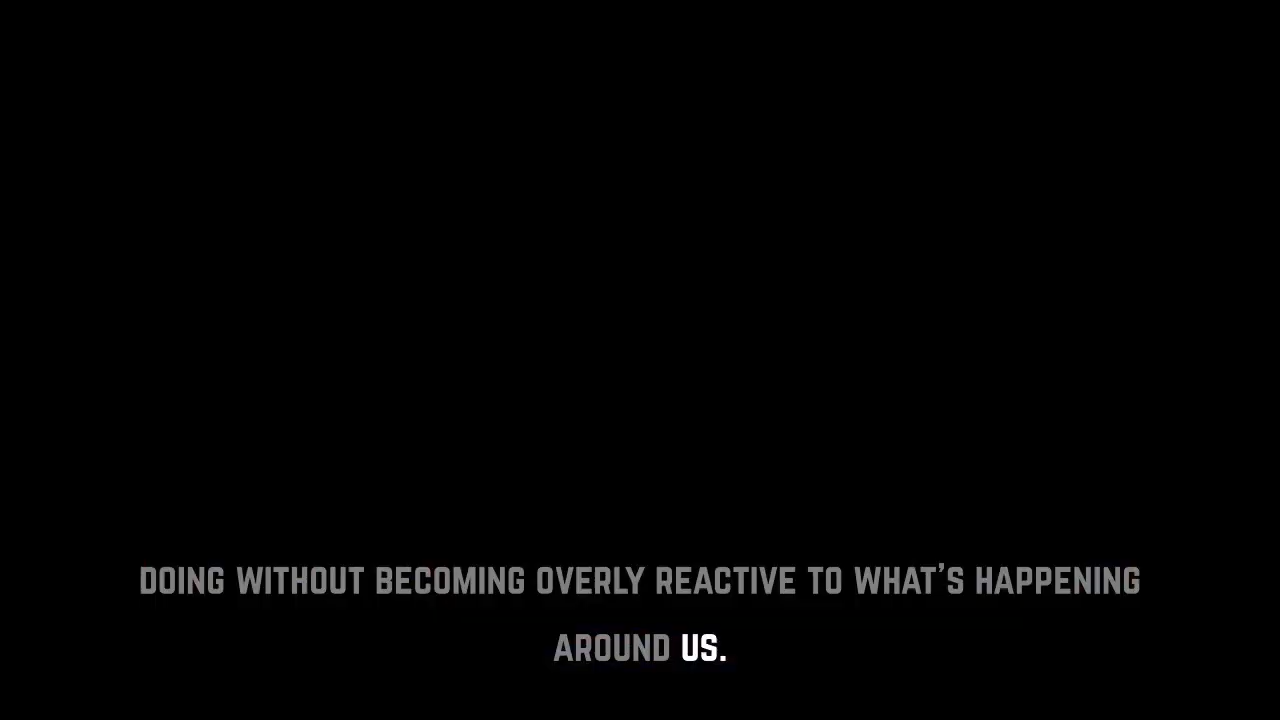 DOING WITHOUT BECOMING OVERLY REACTIVE TO WHAT'S HAPPENING
AROUND US.